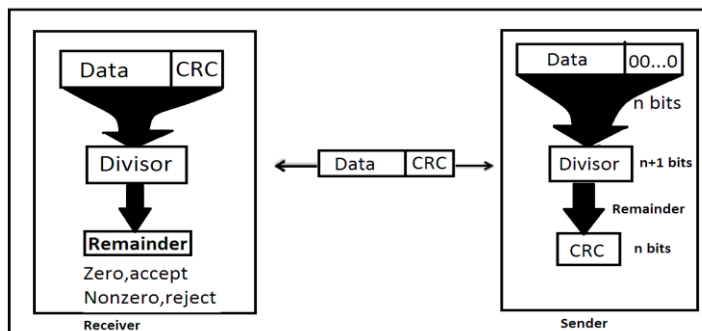 Data CRC
Divisor
Remainder
Zero,accept
Nonzero,reject
Receiver
Data CRC
Data 00...0
n bits
Divisor n+1 bits
Remainder
CRC n bits
Sender